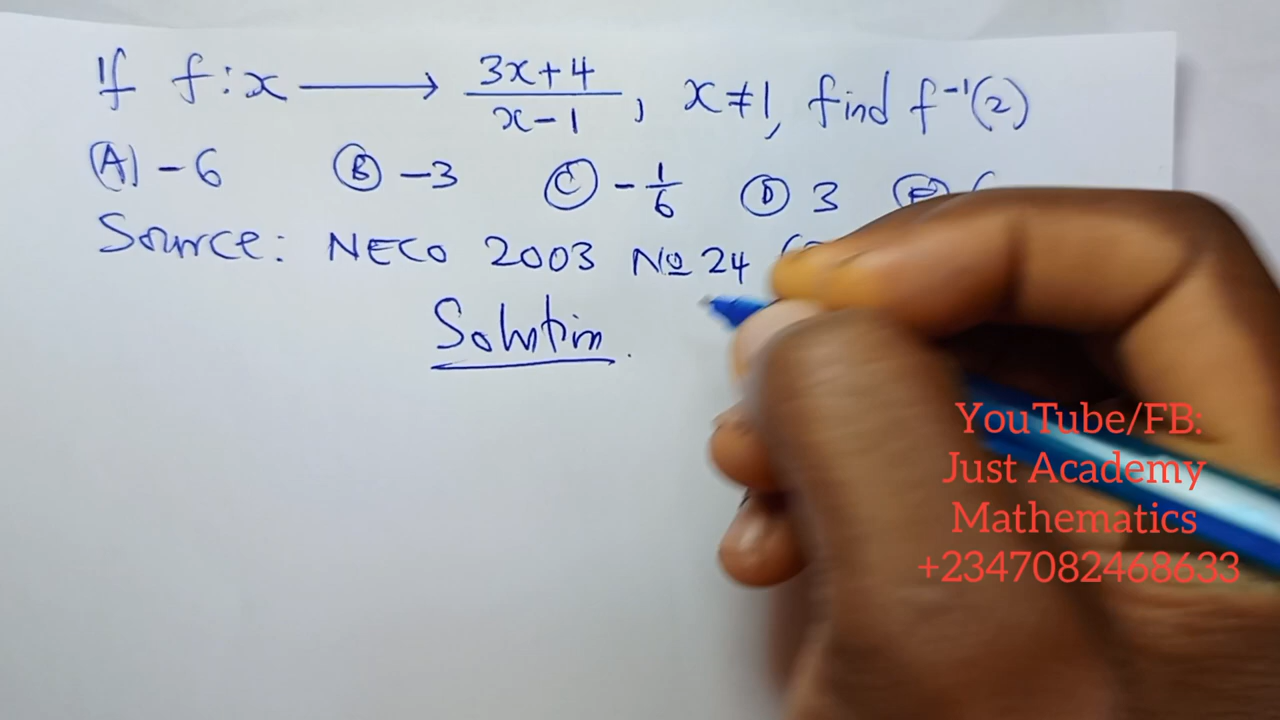 If f:x ⟶ (3x+4)/(x-1), x≠1, find f⁻¹(2)
(A) -6 (B) -3 (C) -1/6 (D) 3
Source: NECO 2003 No 24
Solution.
YouTube/FB:
Just Academy
Mathematics
+2347082468633